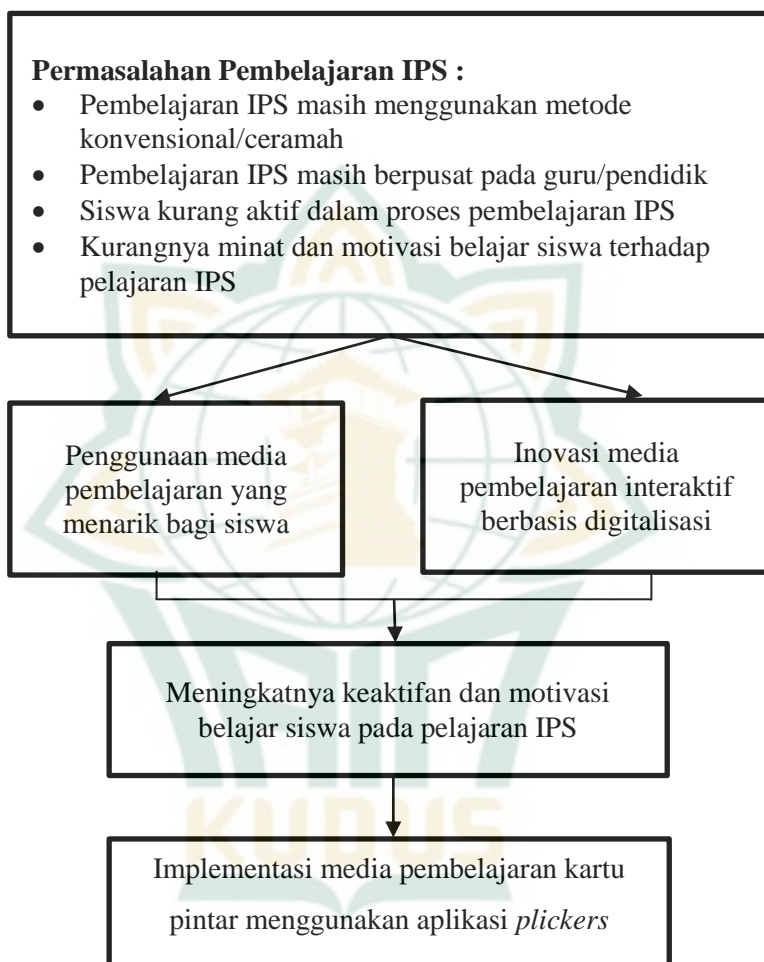 Permasalahan Pembelajaran IPS :
• Pembelajaran IPS masih menggunakan metode
konvensional/ceramah
• Pembelajaran IPS masih berpusat pada guru/pendidik
• Siswa kurang aktif dalam proses pembelajaran IPS
• Kurangnya minat dan motivasi belajar siswa terhadap
pelajaran IPS
Penggunaan media
pembelajaran yang
menarik bagi siswa
Inovasi media
pembelajaran interaktif
berbasis digitalisasi
Meningkatnya keaktifan dan motivasi
belajar siswa pada pelajaran IPS
KUDUS
Implementasi media pembelajaran kartu
pintar menggunakan aplikasi plickers